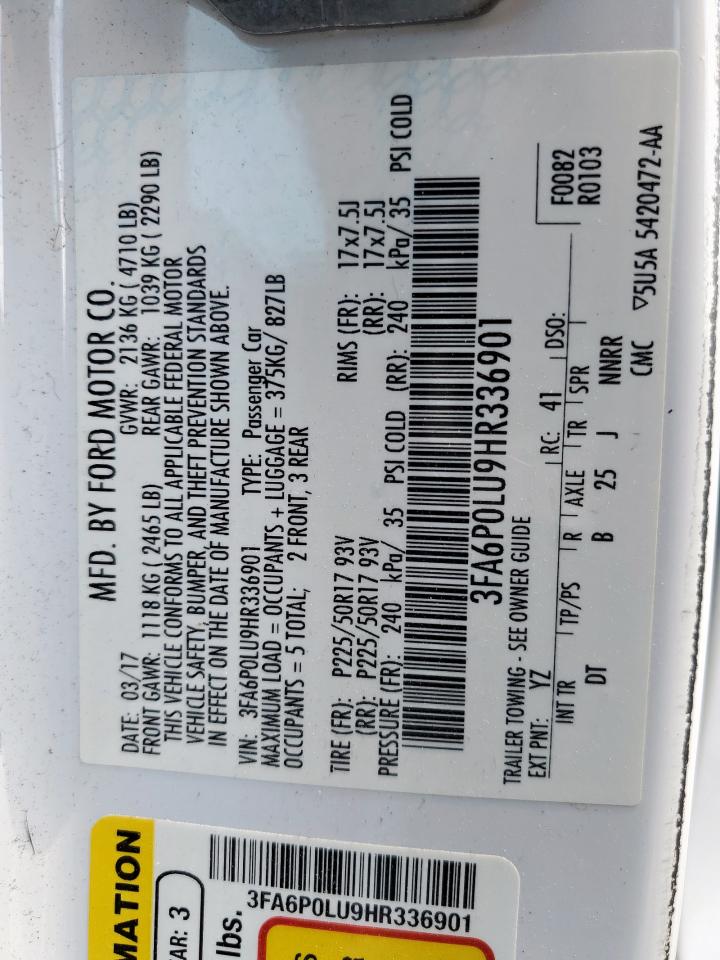 MFD. BY FORD MOTOR CO.
DATE: 03/17 GVWR: 2136 KG ( 4710 LB)
FRONT GAWR: 1118 KG ( 2465 LB) REAR GAWR: 1039 KG ( 2290 LB)
THIS VEHICLE CONFORMS TO ALL APPLICABLE FEDERAL MOTOR
VEHICLE SAFETY, BUMPER, AND THEFT PREVENTION STANDARDS
IN EFFECT ON THE DATE OF MANUFACTURE SHOWN ABOVE.
VIN: 3FA6P0LU9HR336901 TYPE: Passenger Car
MAXIMUM LOAD = OCCUPANTS + LUGGAGE = 375KG/ 827LB
OCCUPANTS = 5 TOTAL; 2 FRONT, 3 REAR
TIRE (FR): P225/50R17 93V RIMS (FR): 17x7.5J
(RR): P225/50R17 93V (RR): 17x7.5J
PRESSURE (FR): 240 kPa/ 35 PSI COLD (RR): 240 kPa/ 35 PSI COLD
3FA6P0LU9HR336901
TRAILER TOWING - SEE OWNER GUIDE
EXT PNT: YZ RC: 41 DSO: F0082
R0103
INT TR TP/PS R AXLE TR SPR
DT B 25 J NNRR
CMC ▽5U5A 5420472-AA
MATION
AR: 3
lbs.
3FA6P0LU9HR336901